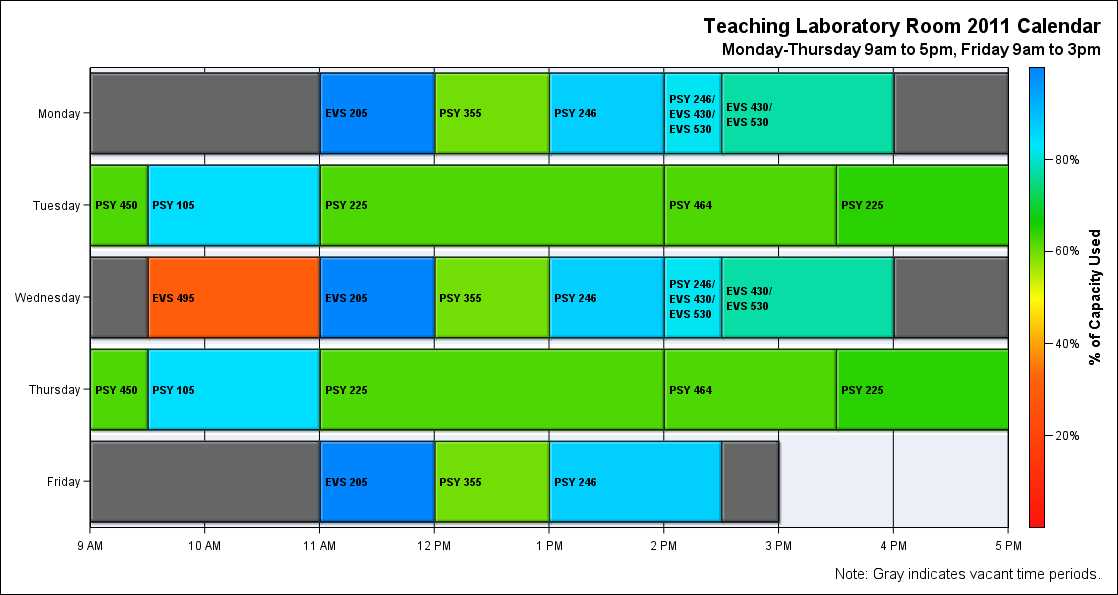 Teaching Laboratory Room 2011 Calendar
Monday-Thursday 9am to 5pm, Friday 9am to 3pm
Monday
EVS 205
PSY 355
PSY 246
PSY 246/
EVS 430/
EVS 530
EVS 430/
EVS 530
Tuesday
PSY 450
PSY 105
PSY 225
PSY 464
PSY 225
Wednesday
EVS 495
EVS 205
PSY 355
PSY 246
PSY 246/
EVS 430/
EVS 530
EVS 430/
EVS 530
Thursday
PSY 450
PSY 105
PSY 225
PSY 464
PSY 225
Friday
EVS 205
PSY 355
PSY 246
9 AM
10 AM
11 AM
12 PM
1 PM
2 PM
3 PM
4 PM
5 PM
80%
60%
40%
20%
% of Capacity Used
Note: Gray indicates vacant time periods.